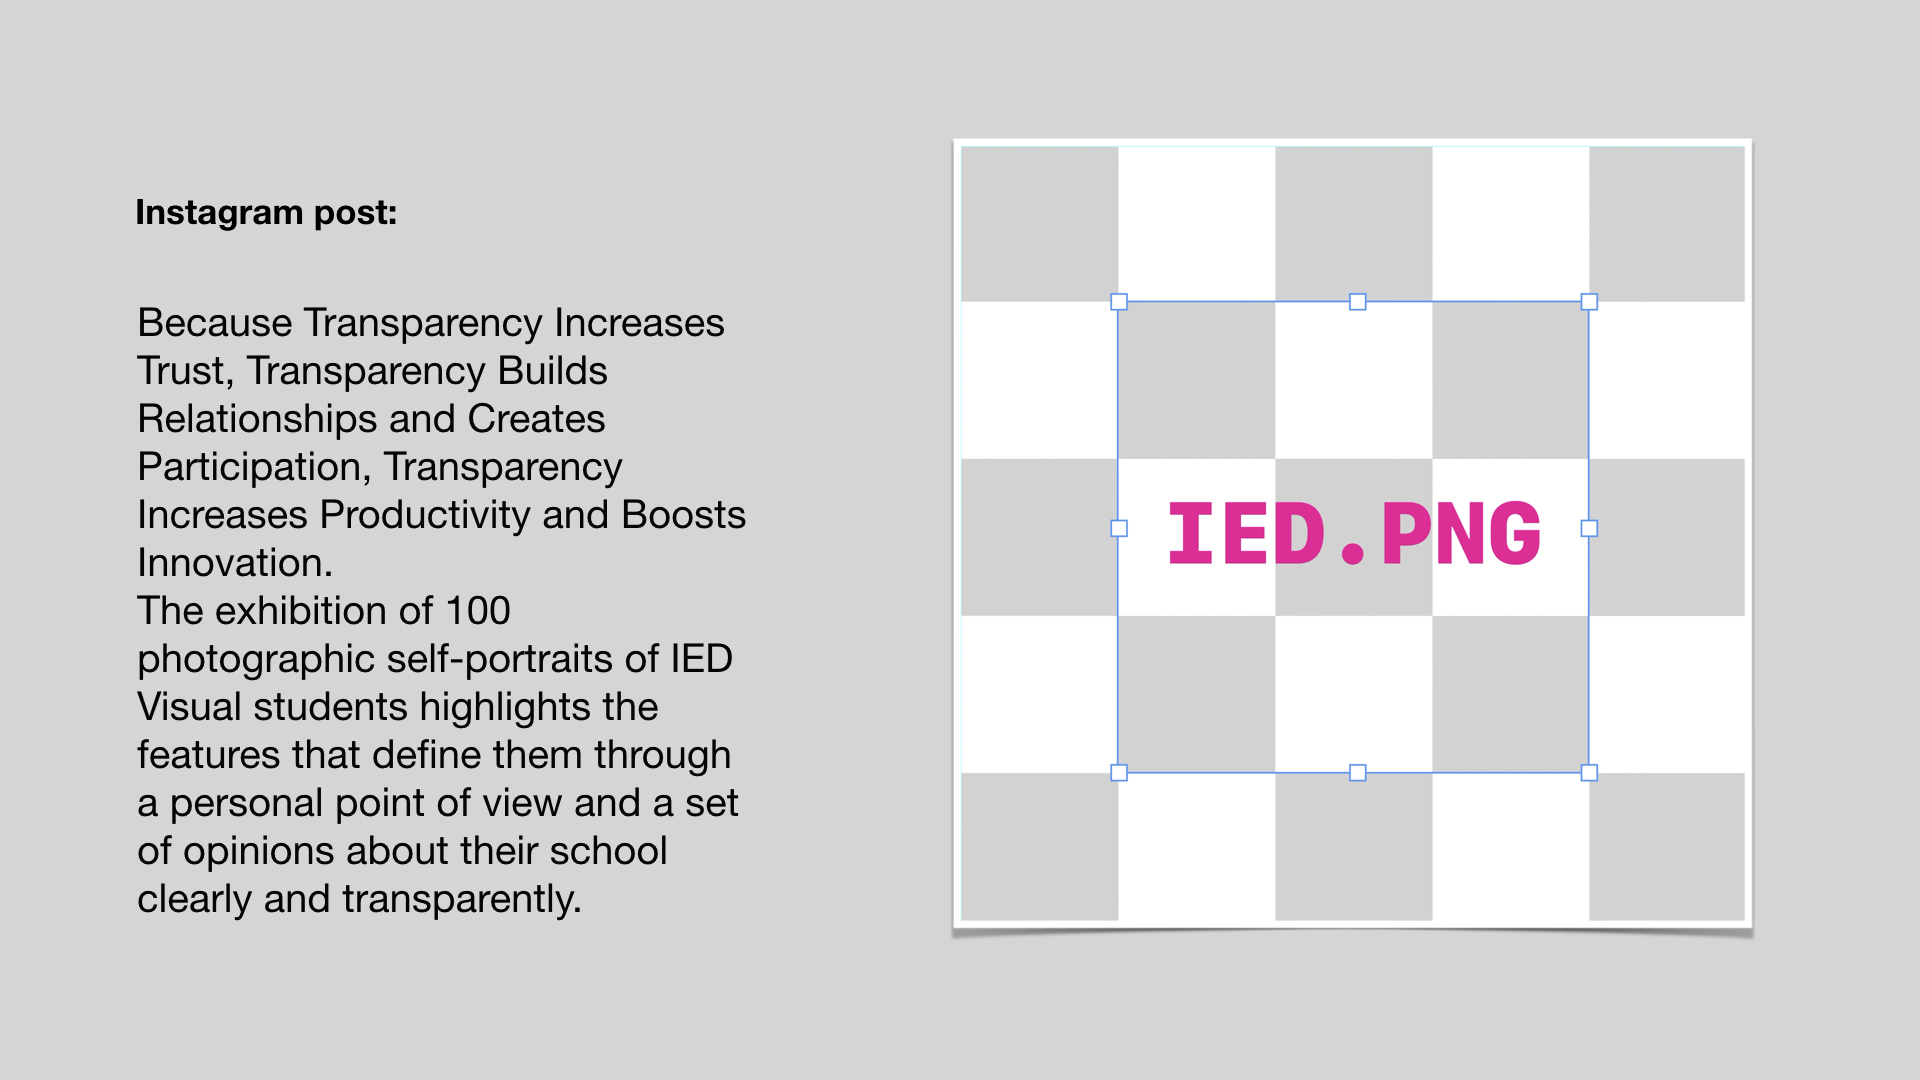 Instagram post:
Because Transparency Increases
Trust, Transparency Builds
Relationships and Creates
Participation, Transparency
Increases Productivity and Boosts
Innovation.
The exhibition of 100
photographic self-portraits of IED
Visual students highlights the
features that define them through
a personal point of view and a set
of opinions about their school
clearly and transparently.
IED.PNG